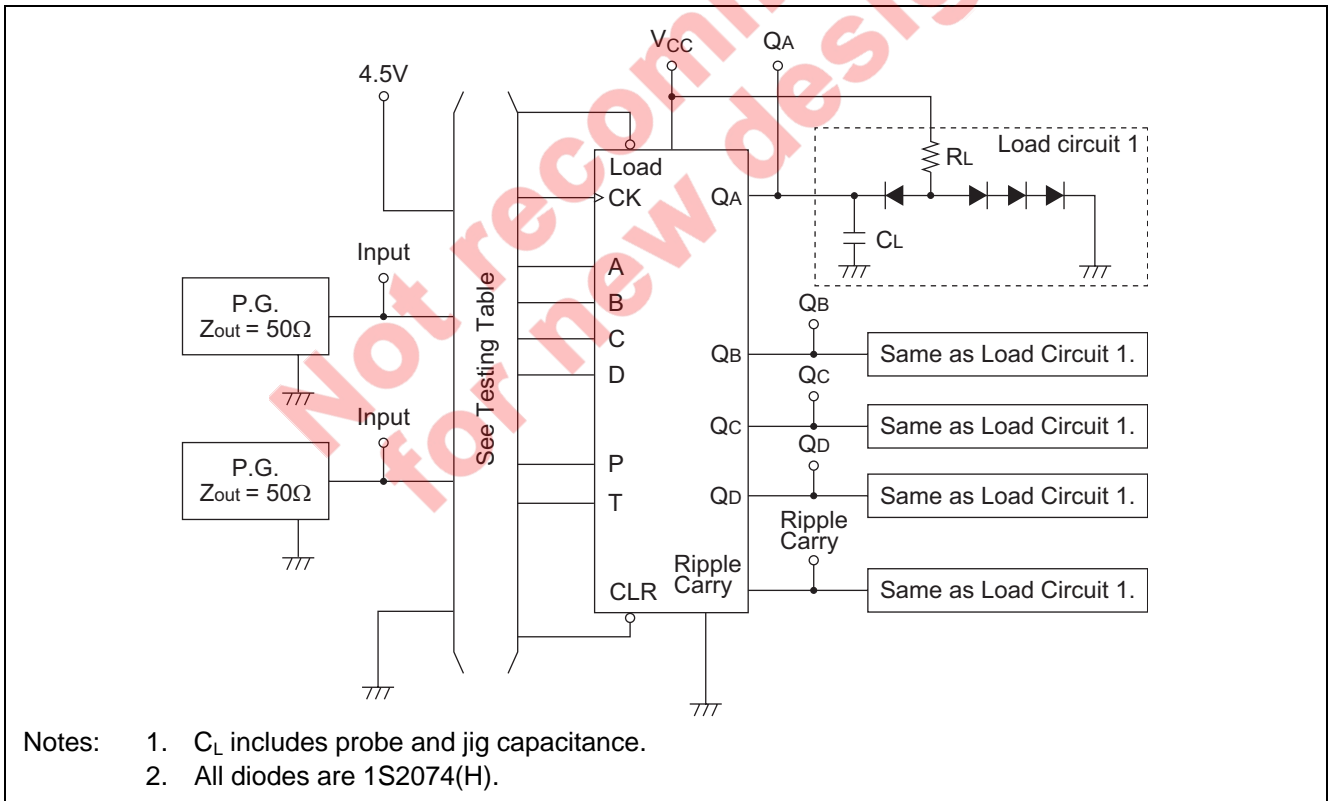 Not recomm
for new desig
VCC
QA
4.5V
Load circuit 1
RL
Load
CK
QA
CL
Input
A
P.G.
Zout = 50Ω
B
QB
C
QB
Same as Load Circuit 1.
See Testing Table
D
QC
Input
QC
Same as Load Circuit 1.
QD
P.G.
Zout = 50Ω
P
QD
Same as Load Circuit 1.
T
Ripple
Carry
Ripple
Carry
CLR
Same as Load Circuit 1.
Notes: 1. CL includes probe and jig capacitance.
2. All diodes are 1S2074(H).